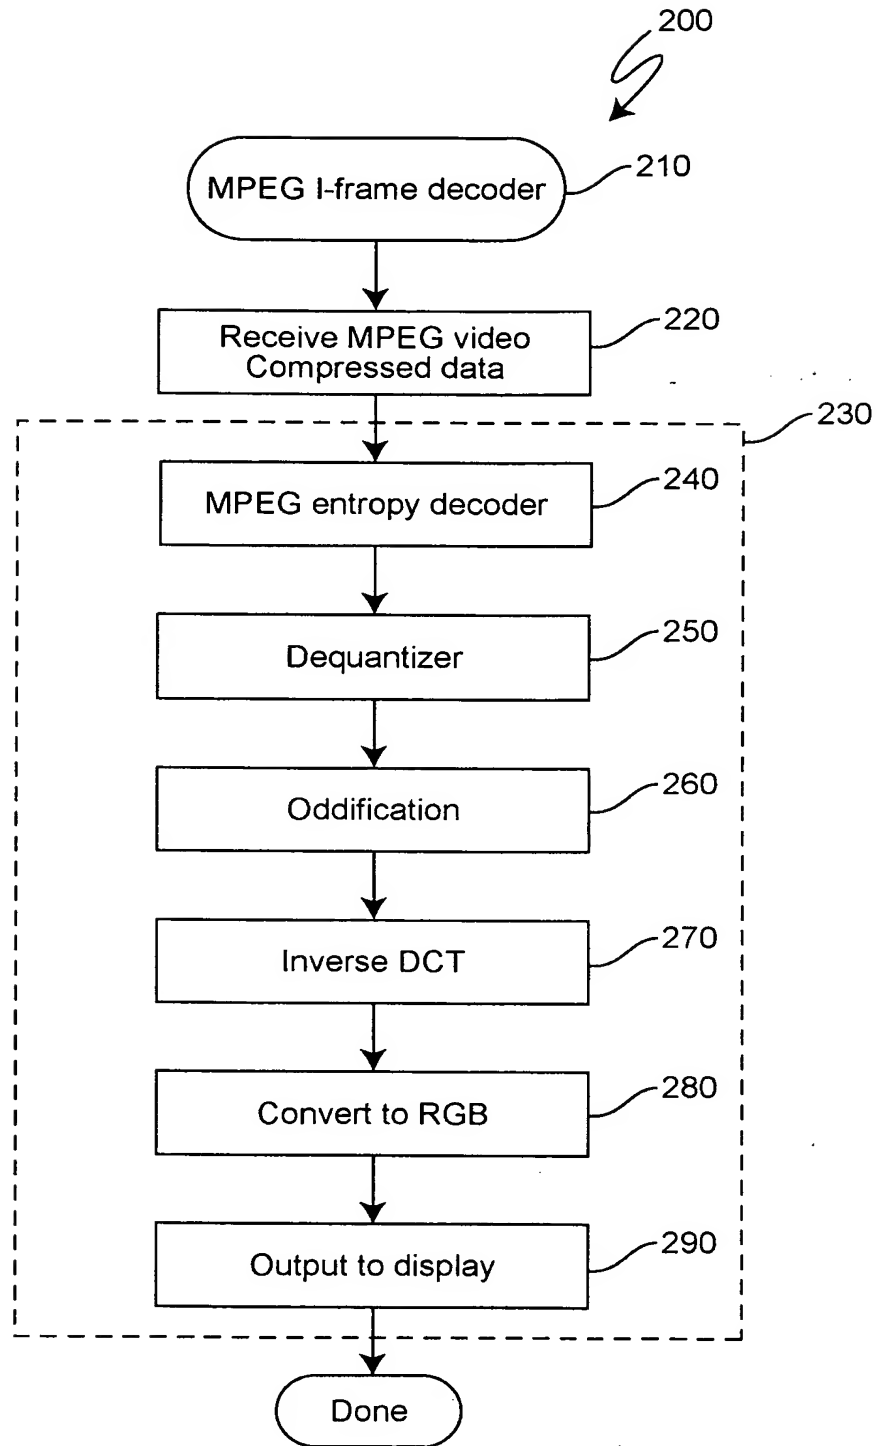 200
MPEG I-frame decoder
210
Receive MPEG video
Compressed data
220
230
MPEG entropy decoder
240
Dequantizer
250
Oddification
260
Inverse DCT
270
Convert to RGB
280
Output to display
290
Done